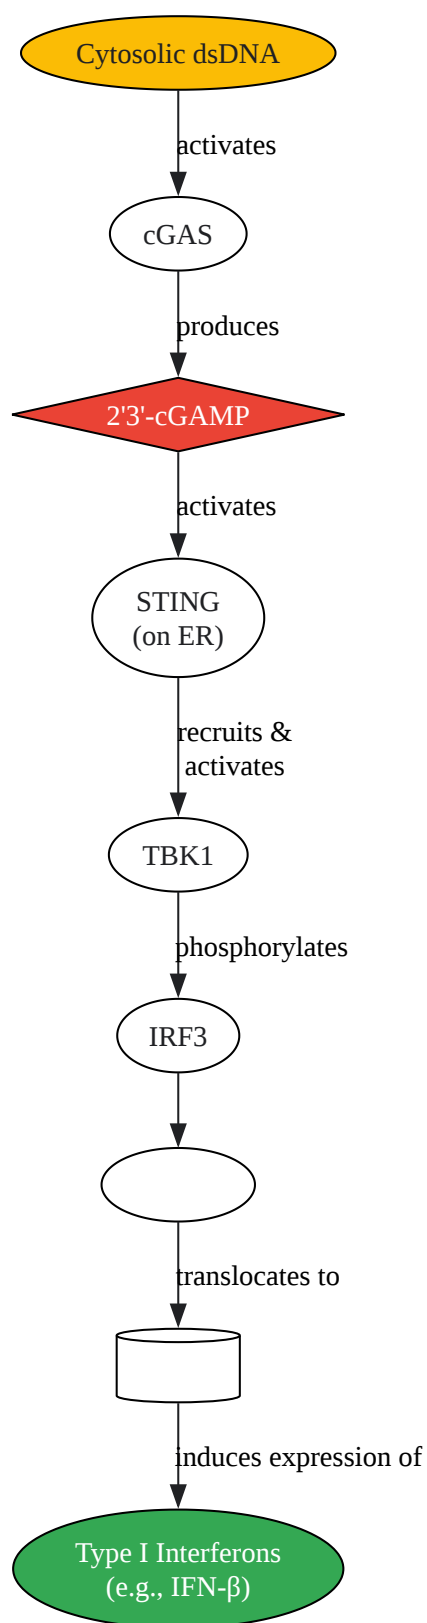 Cytosolic dsDNA
activates
cGAS
produces
2'3'-cGAMP
activates
STING
(on ER)
recruits &
activates
TBK1
phosphorylates
IRF3
translocates to
induces expression of
Type I Interferons
(e.g., IFN-β)